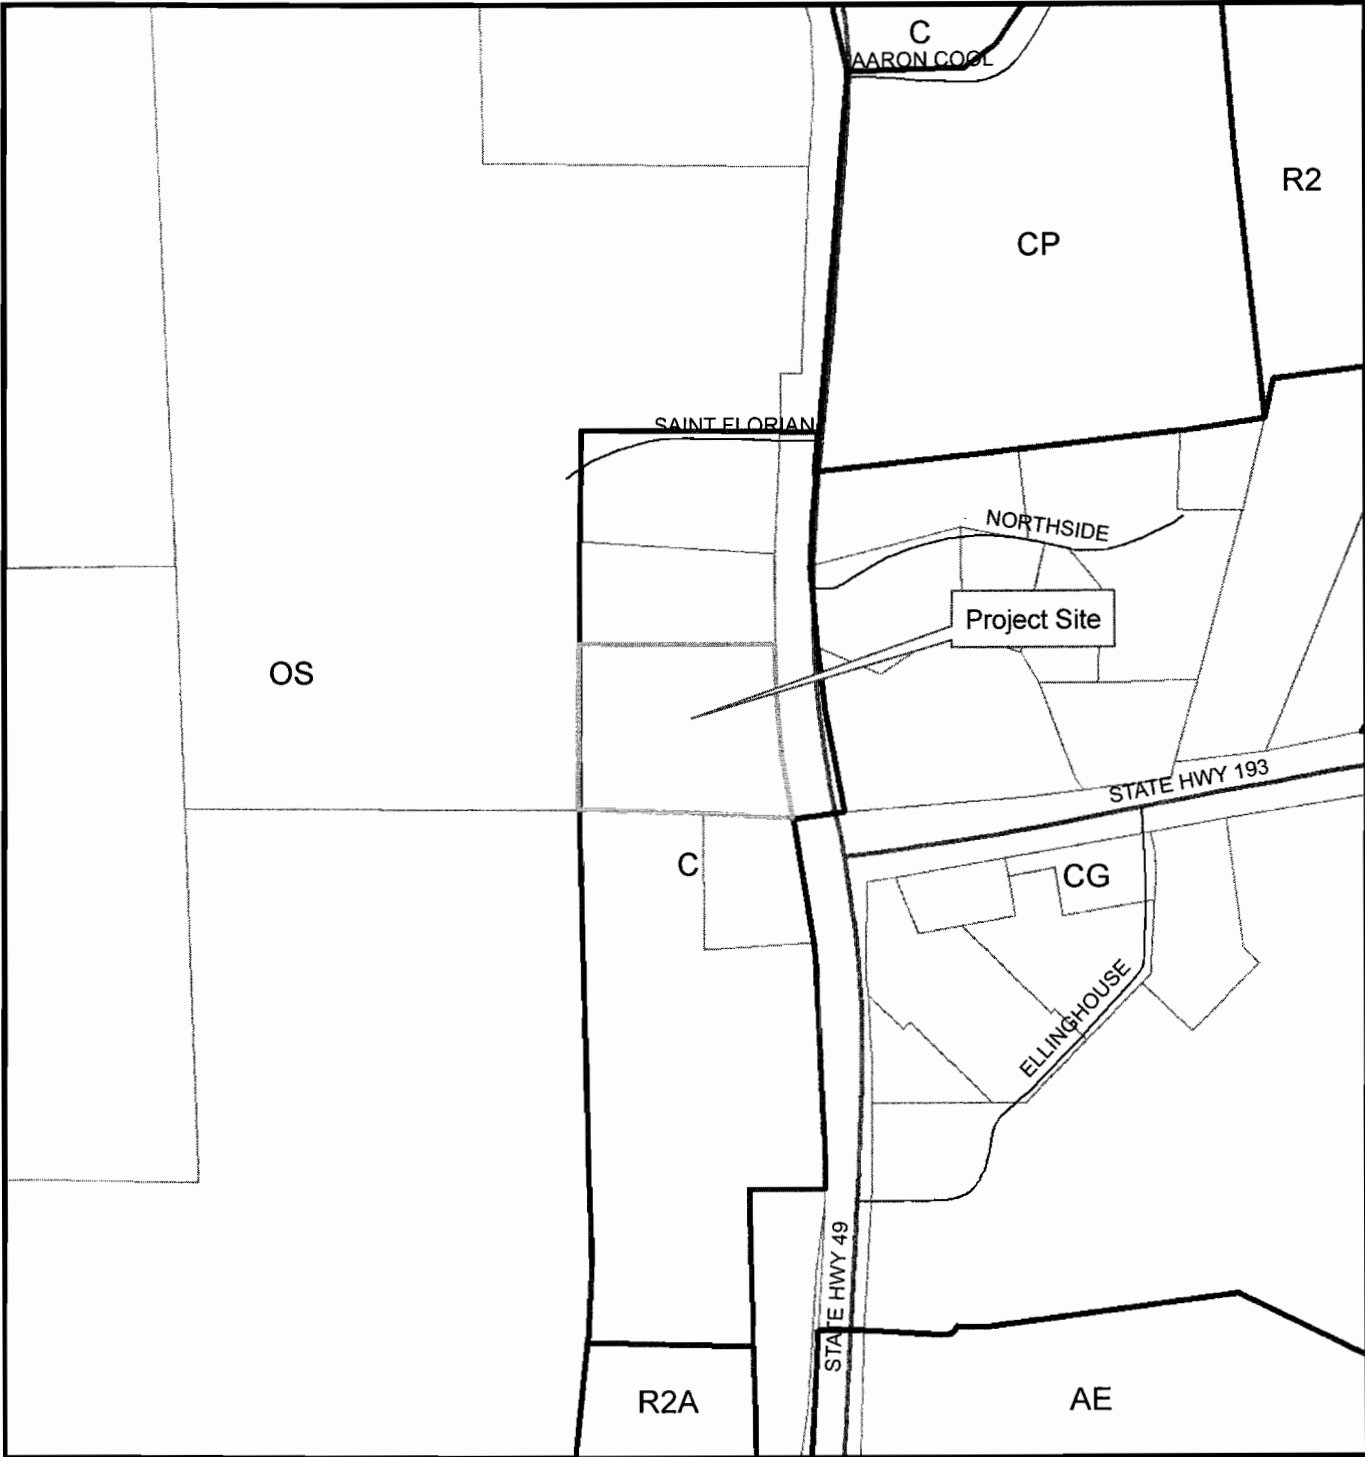 C
AARON COOL
R2
CP
SAINT FLORIAN
NORTHSIDE
Project Site
OS
STATE HWY 193
C
CG
ELLINGHOUSE
STATE HWY 49
R2A
AE